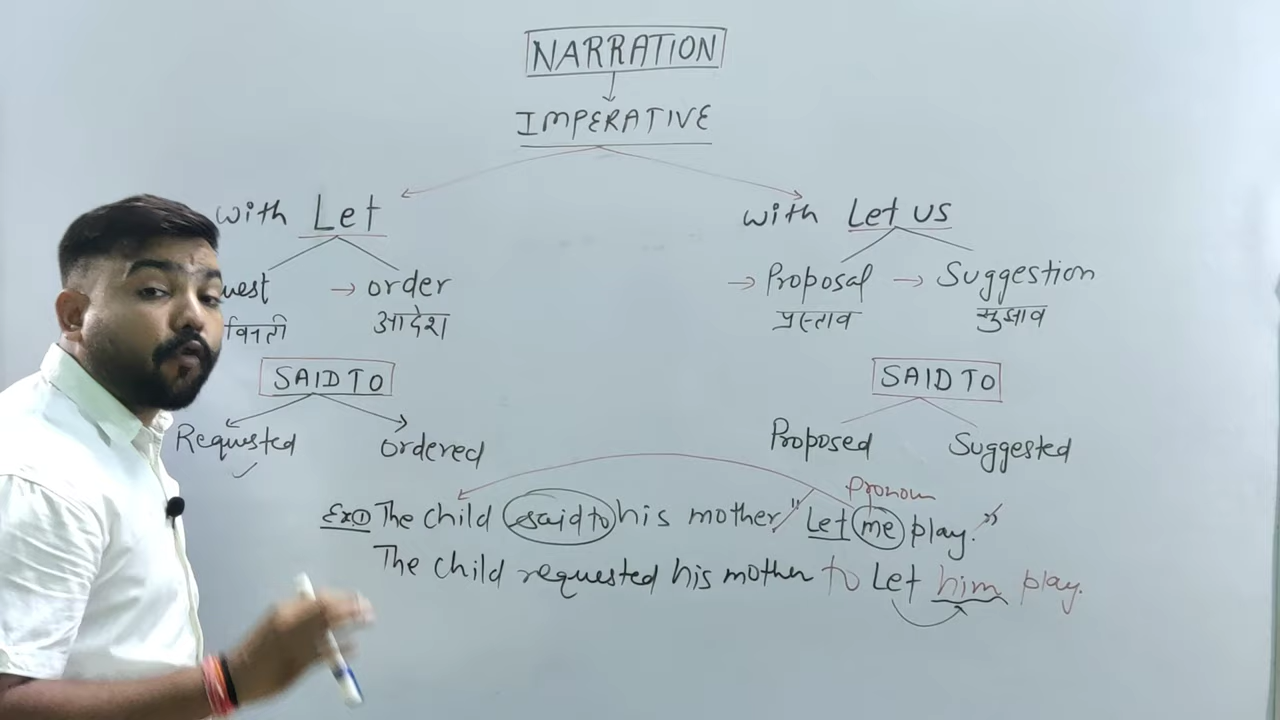 NARRATION
IMPERATIVE
with Let with Let us
→ order → Proposal → Suggestion
विनती आदेश प्रस्ताव सुझाव
SAID TO SAID TO
Requested Ordered Proposed Suggested
Pronoun
Ex① The child said to his mother "Let me play."
The child requested his mother to Let him play.